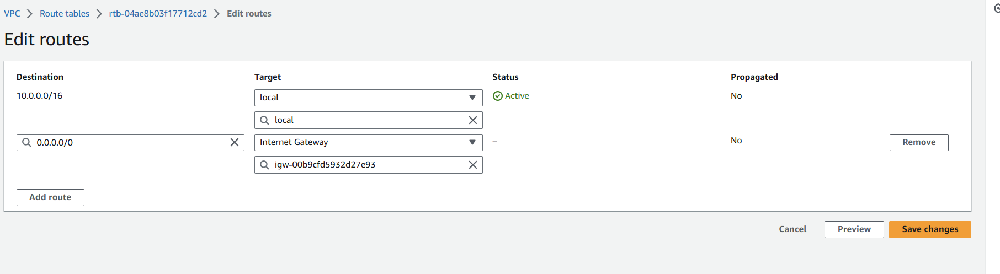 VPC > Route tables > rtb-04ae8b03f17712cd2 > Edit routes
Edit routes
Destination Target Status Propagated
10.0.0.0/16 local Active No
local
0.0.0.0/0 Internet Gateway – No Remove
igw-00b9cfd5932d27e93
Add route
Cancel Preview Save changes